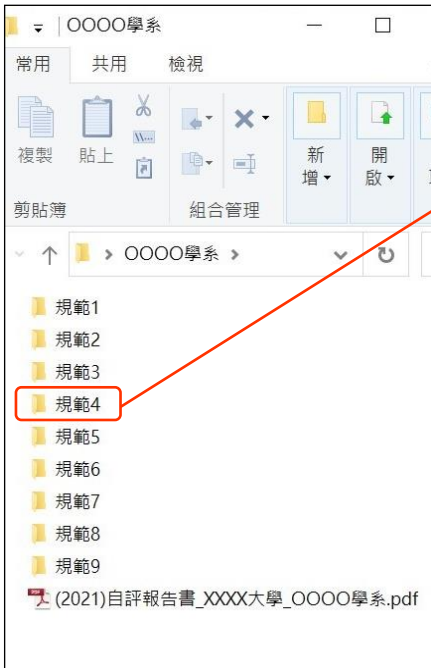 OOOO學系
常用 共用 檢視
複製 貼上 新增 開啟
剪貼簿 組合管理
OOOO學系
規範1
規範2
規範3
規範4
規範5
規範6
規範7
規範8
規範9
(2021)自評報告書_XXXX大學_OOOO學系.pdf